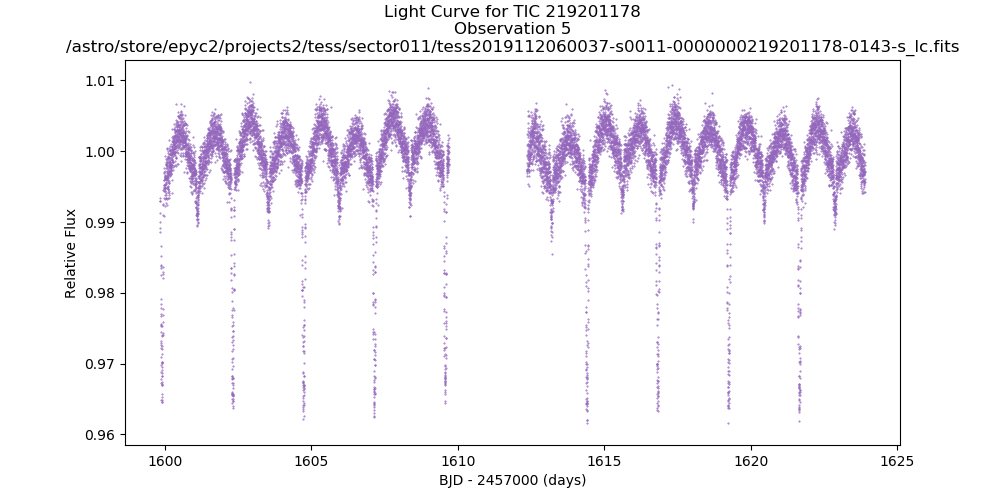 Light Curve for TIC 219201178
Observation 5
/astro/store/epyc2/projects2/tess/sector011/tess2019112060037-s0011-0000000219201178-0143-s_lc.fits
1.01
1.00
0.99
0.98
0.97
0.96
Relative Flux
1600 1605 1610 1615 1620 1625
BJD - 2457000 (days)